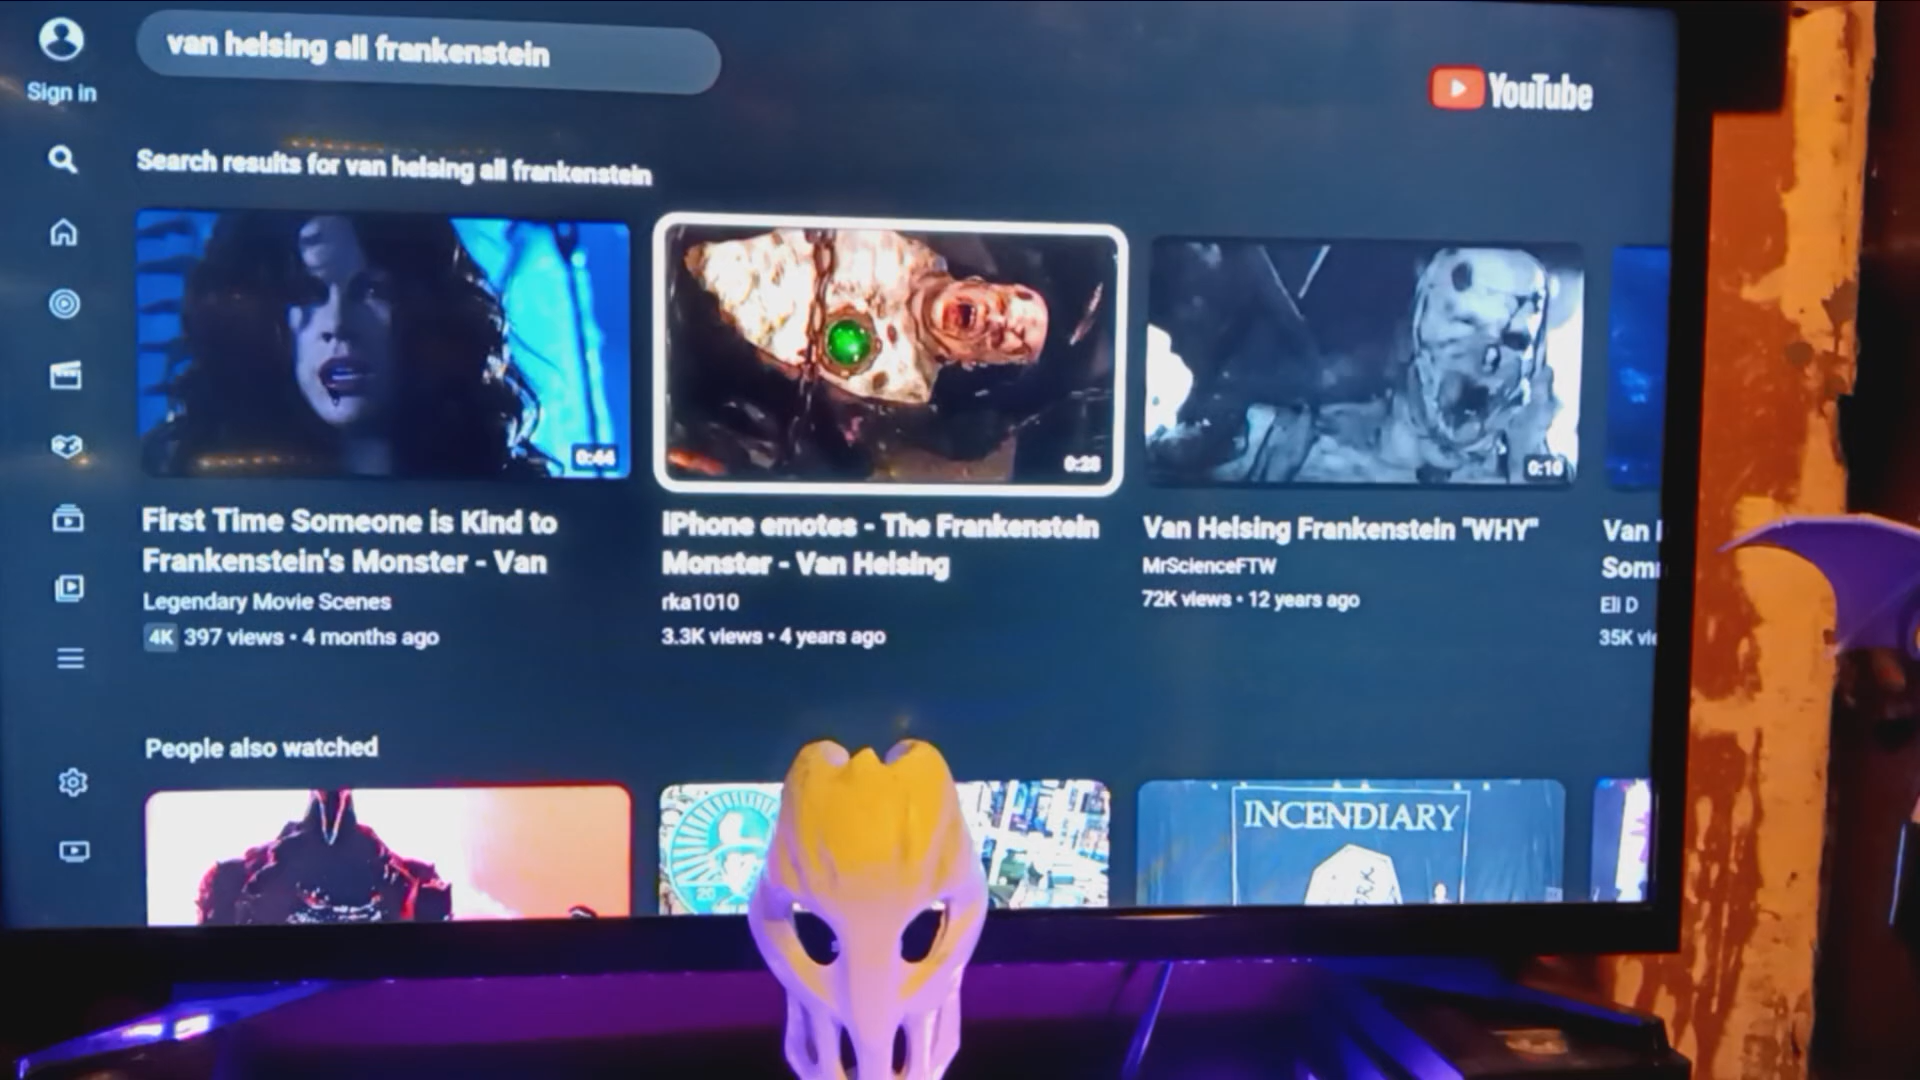 van helsing all frankenstein
YouTube
Sign in
Search results for van helsing all frankenstein
0:44
0:28
0:10
First Time Someone is Kind to
Frankenstein's Monster - Van
Legendary Movie Scenes
4K 397 views • 4 months ago
iPhone emotes - The Frankenstein
Monster - Van Helsing
rka1010
3.3K views • 4 years ago
Van Helsing Frankenstein "WHY"
MrScienceFTW
72K views • 12 years ago
Van
Eli D
35K
People also watched
20
INCENDIARY